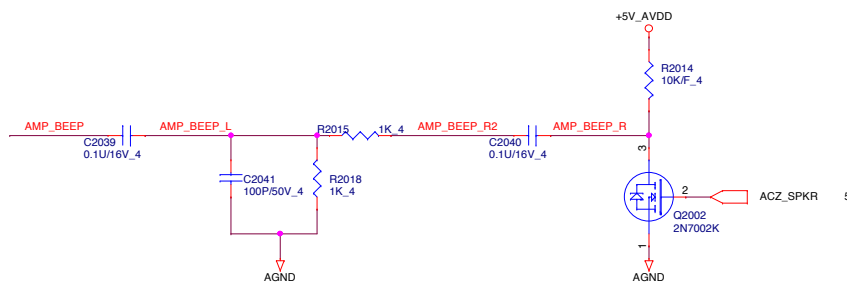 +5V_AVDD
R2014
10K/F_4
AMP_BEEP
AMP_BEEP_L
R2015
1K_4
AMP_BEEP_R2
AMP_BEEP_R
C2039
0.1U/16V_4
C2040
0.1U/16V_4
3
C2041
100P/50V_4
R2018
1K_4
2
ACZ_SPKR
5
Q2002
2N7002K
1
AGND
AGND